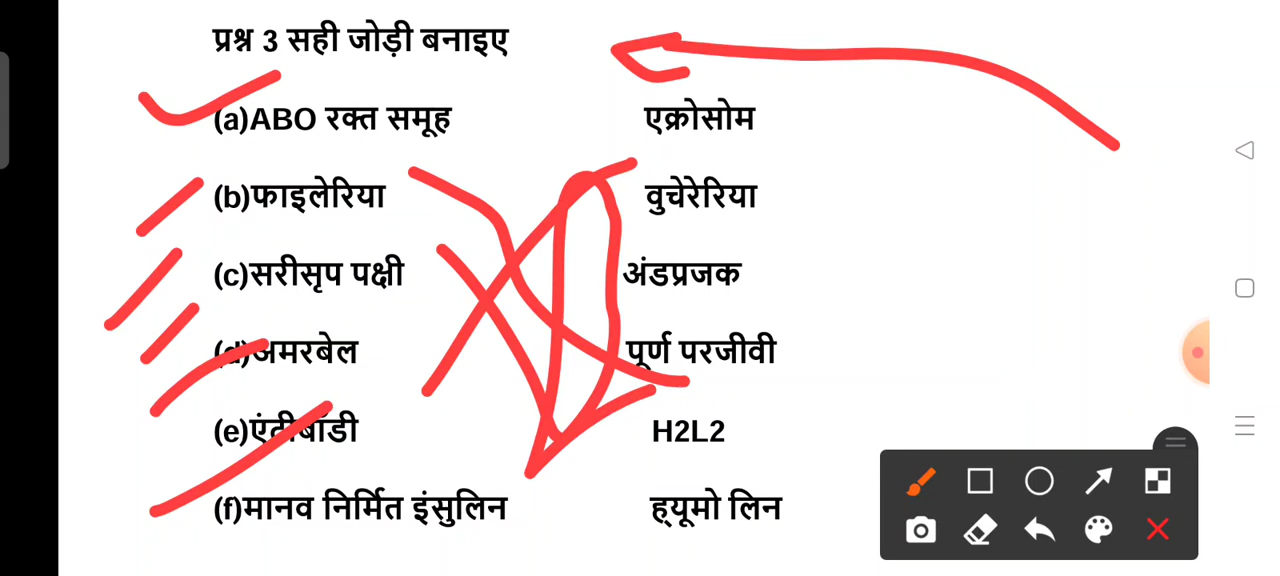 प्रश्न 3 सही जोड़ी बनाइए
(a)ABO रक्त समूह एक्रोसोम
(b)फाइलेरिया वुचेरेरिया
(c)सरीसृप पक्षी अंडप्रजक
(d)अमरबेल पूर्ण परजीवी
(e)एंटीबॉडी H2L2
(f)मानव निर्मित इंसुलिन ह्यूमो लिन